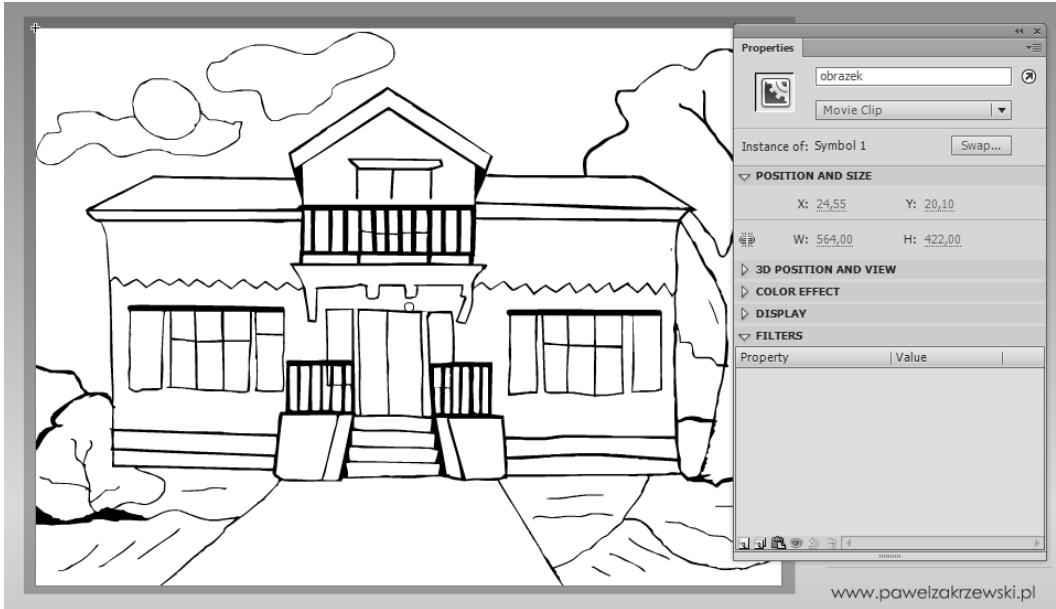 Properties
obrazek
Movie Clip
Instance of: Symbol 1 Swap...
POSITION AND SIZE
X: 24,55 Y: 20,10
W: 564,00 H: 422,00
3D POSITION AND VIEW
COLOR EFFECT
DISPLAY
FILTERS
Property Value
www.pawelzakrzewski.pl